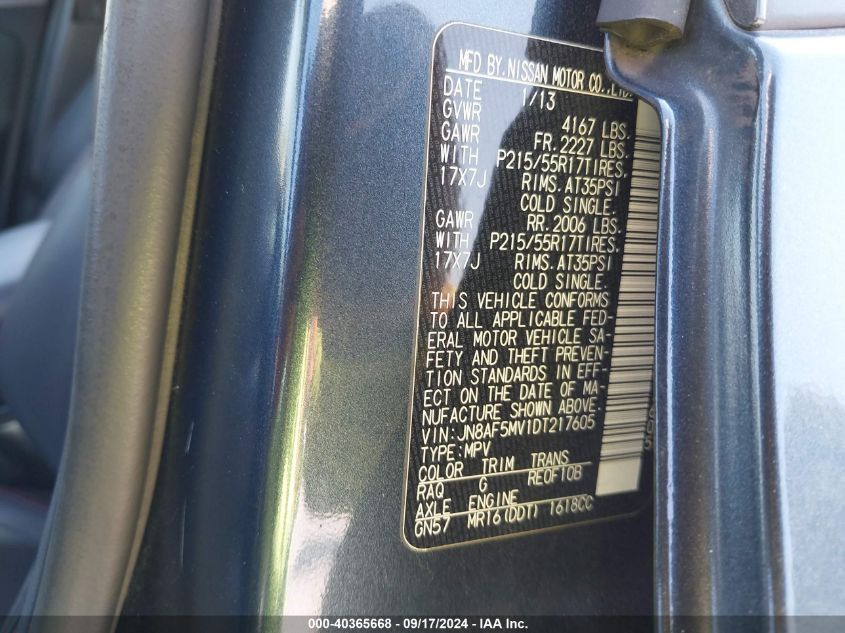 MFD BY. NISSAN MOTOR CO.,LTD.
DATE 1/13
GVWR 4167 LBS.
GAWR FR. 2227 LBS.
WITH P215/55R17TIRES,
17X7J RIMS. AT35PSI
COLD SINGLE.
GAWR RR. 2006 LBS.
WITH P215/55R17TIRES,
17X7J RIMS. AT35PSI
COLD SINGLE.
THIS VEHICLE CONFORMS
TO ALL APPLICABLE FED-
ERAL MOTOR VEHICLE SA-
FETY AND THEFT PREVEN-
TION STANDARDS IN EFF-
ECT ON THE DATE OF MA-
NUFACTURE SHOWN ABOVE.
VIN: JN8AF5MV1DT217605
TYPE: MPV
COLOR TRIM TRANS
RAQ G RE0F10B
AXLE ENGINE
GN57 MR16(DDT) 1618CC
605
000-40365668 - 09/17/2024 - IAA Inc.